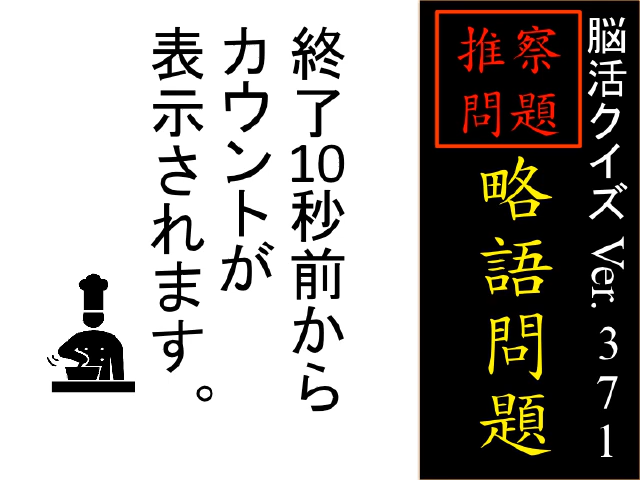 脳活クイズ Ver. 371
推察
問題
略語問題
終了10秒前から
カウントが
表示されます。